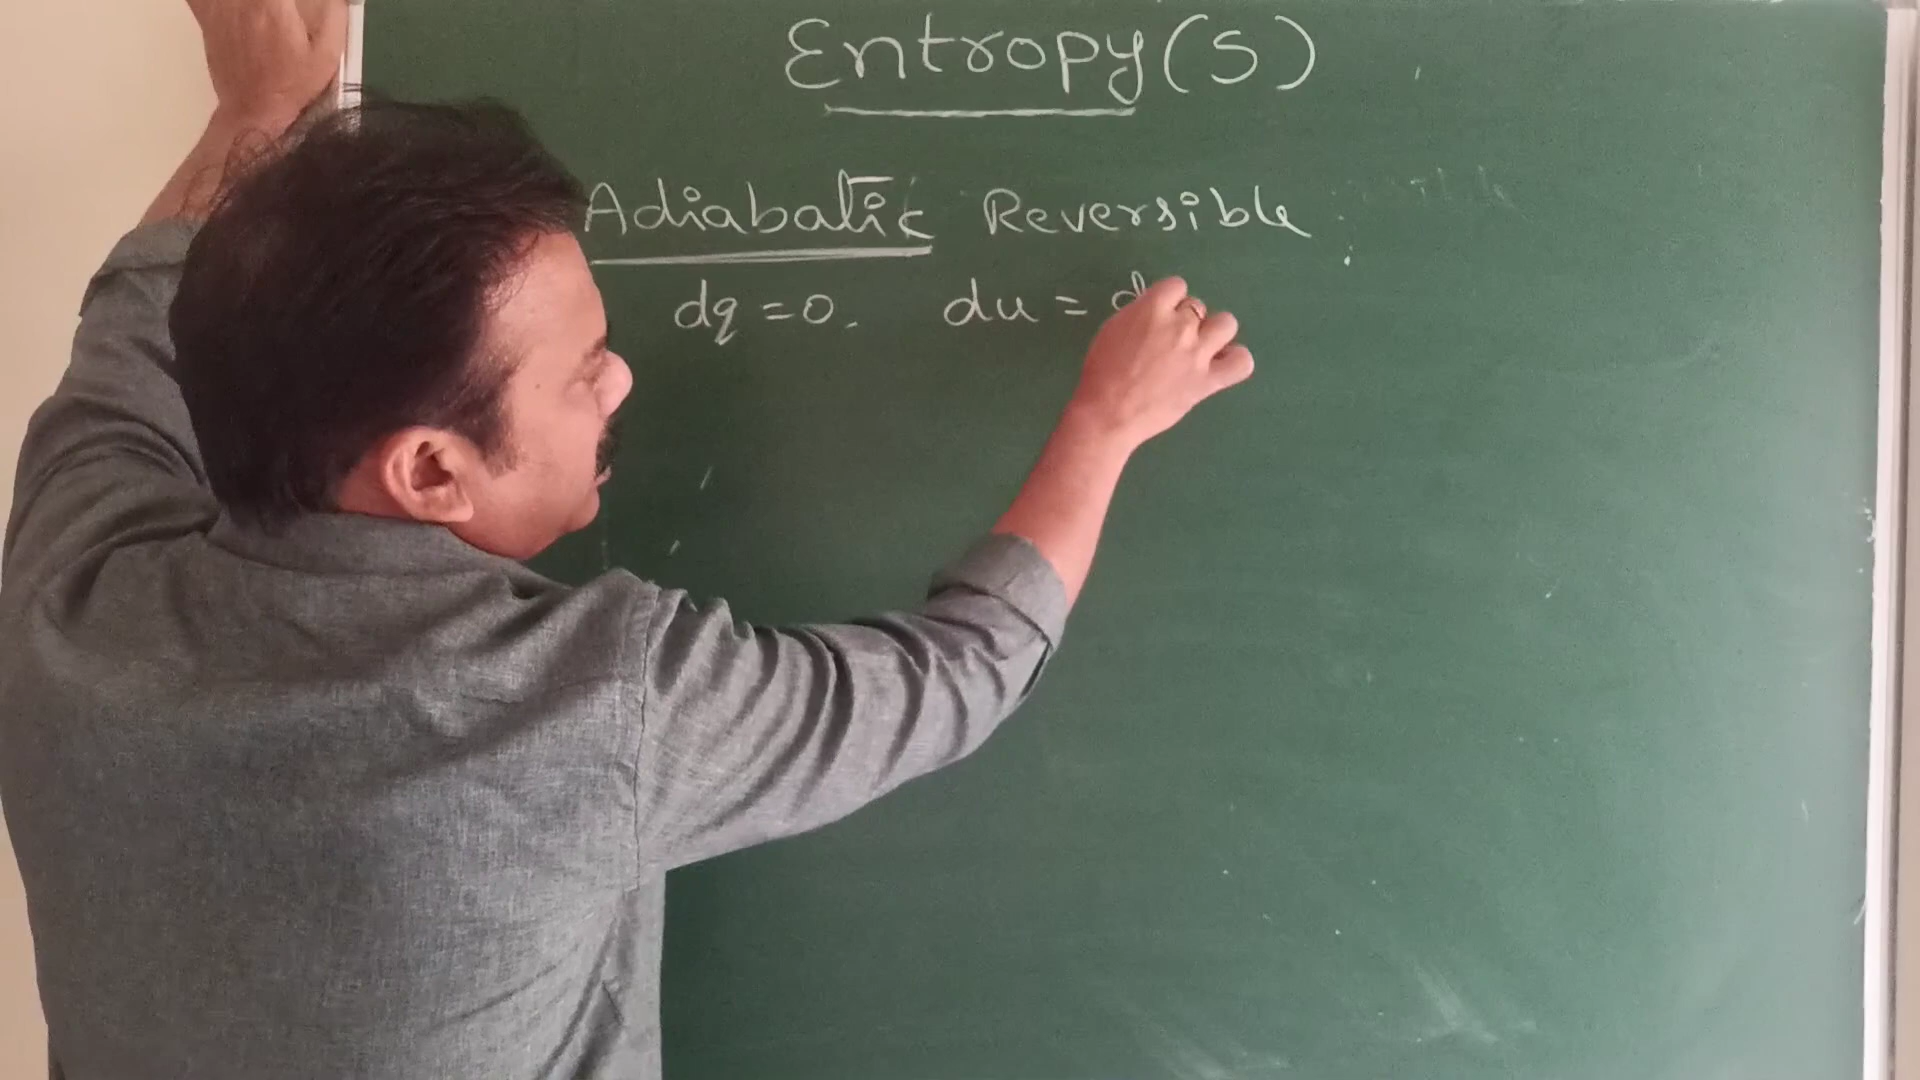 Entropy (S)
Adiabatic Reversible
dq = 0. du = d